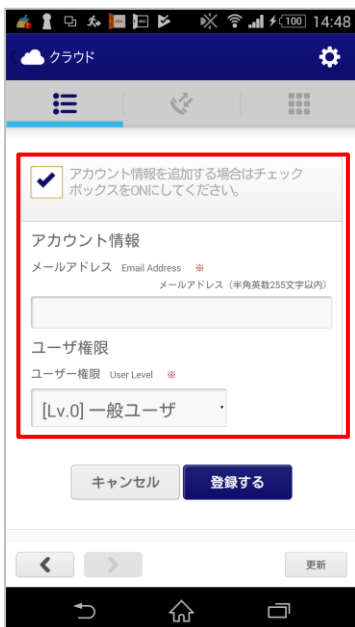 100 14:48
クラウド
アカウント情報を追加する場合はチェック
ボックスをONにしてください。
アカウント情報
メールアドレス Email Address ※
メールアドレス（半角英数255文字以内）
ユーザ権限
ユーザー権限 User Level ※
[Lv.0] 一般ユーザ
キャンセル 登録する
更新